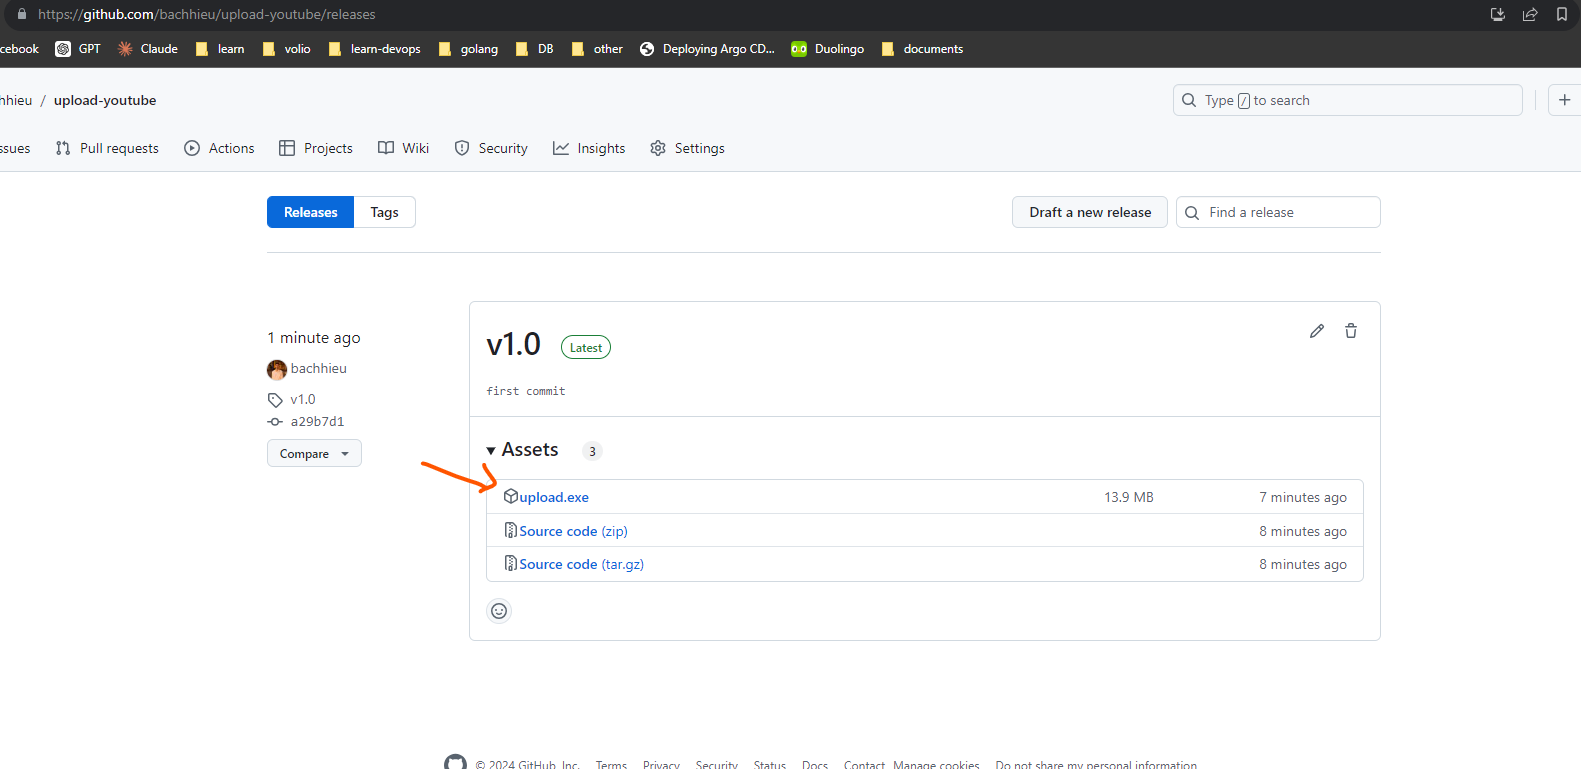 https://github.com/bachhieu/upload-youtube/releases
cebook GPT Claude learn volio learn-devops golang DB other Deploying Argo CD... Duolingo documents
hhieu / upload-youtube
Type / to search
ssues Pull requests Actions Projects Wiki Security Insights Settings
Releases Tags
Draft a new release
Find a release
1 minute ago
bachhieu
v1.0
a29b7d1
Compare
v1.0 Latest
first commit
Assets 3
upload.exe 13.9 MB 7 minutes ago
Source code (zip) 8 minutes ago
Source code (tar.gz) 8 minutes ago
© 2024 GitHub, Inc. Terms Privacy Security Status Docs Contact Manage cookies Do not share my personal information